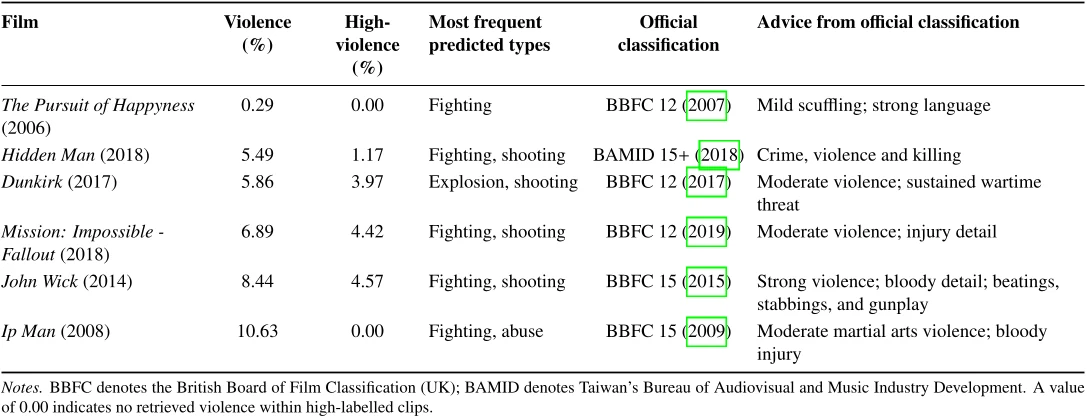 Film Violence (%) High-violence (%) Most frequent predicted types Official classification Advice from official classification
The Pursuit of Happyness (2006) 0.29 0.00 Fighting BBFC 12 (2007) Mild scuffling; strong language
Hidden Man (2018) 5.49 1.17 Fighting, shooting BAMID 15+ (2018) Crime, violence and killing
Dunkirk (2017) 5.86 3.97 Explosion, shooting BBFC 12 (2017) Moderate violence; sustained wartime threat
Mission: Impossible - Fallout (2018) 6.89 4.42 Fighting, shooting BBFC 12 (2019) Moderate violence; injury detail
John Wick (2014) 8.44 4.57 Fighting, shooting BBFC 15 (2015) Strong violence; bloody detail; beatings, stabbings, and gunplay
Ip Man (2008) 10.63 0.00 Fighting, abuse BBFC 15 (2009) Moderate martial arts violence; bloody injury
Notes. BBFC denotes the British Board of Film Classification (UK); BAMID denotes Taiwan's Bureau of Audiovisual and Music Industry Development. A value
of 0.00 indicates no retrieved violence within high-labelled clips.